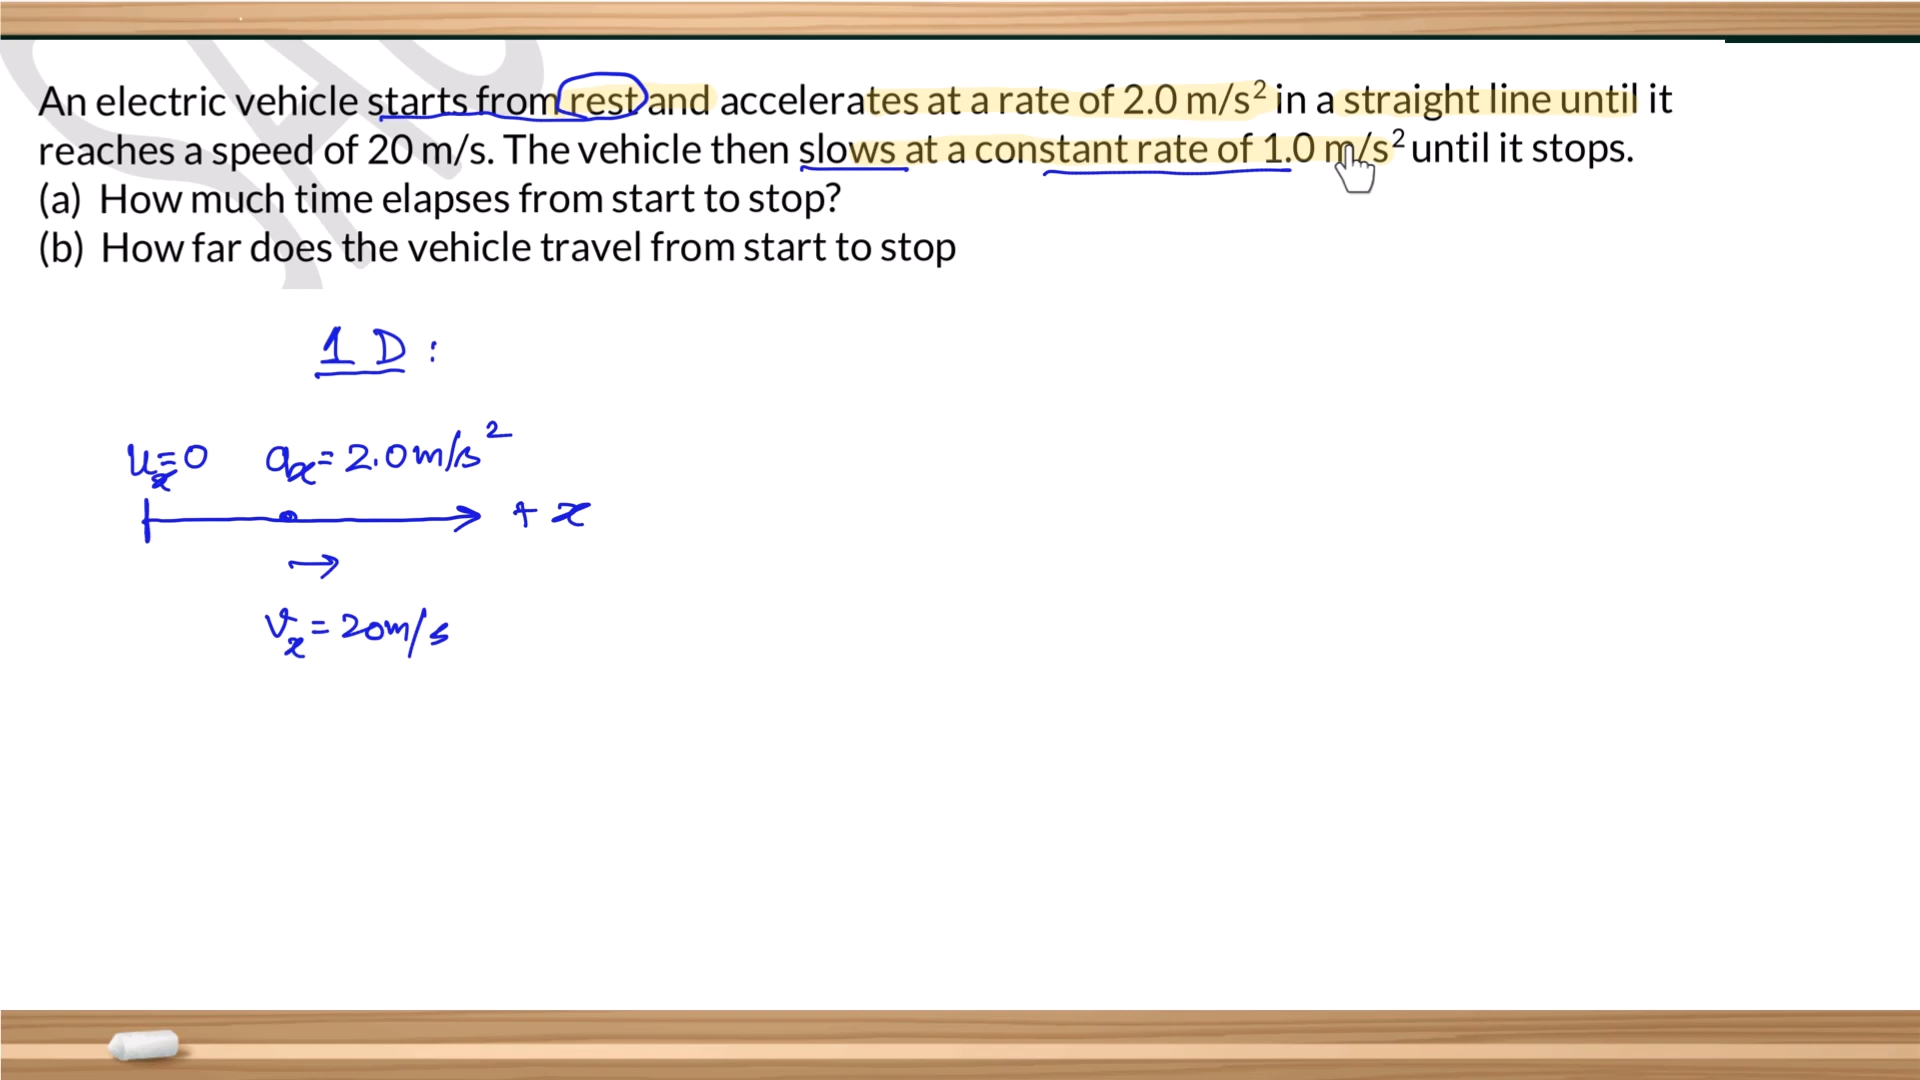 An electric vehicle starts from rest and accelerates at a rate of 2.0 m/s² in a straight line until it
reaches a speed of 20 m/s. The vehicle then slows at a constant rate of 1.0 m/s² until it stops.
(a) How much time elapses from start to stop?
(b) How far does the vehicle travel from start to stop
1 D :
uₓ=0 aₓ=2.0m/s²
+ x
vₓ=20m/s